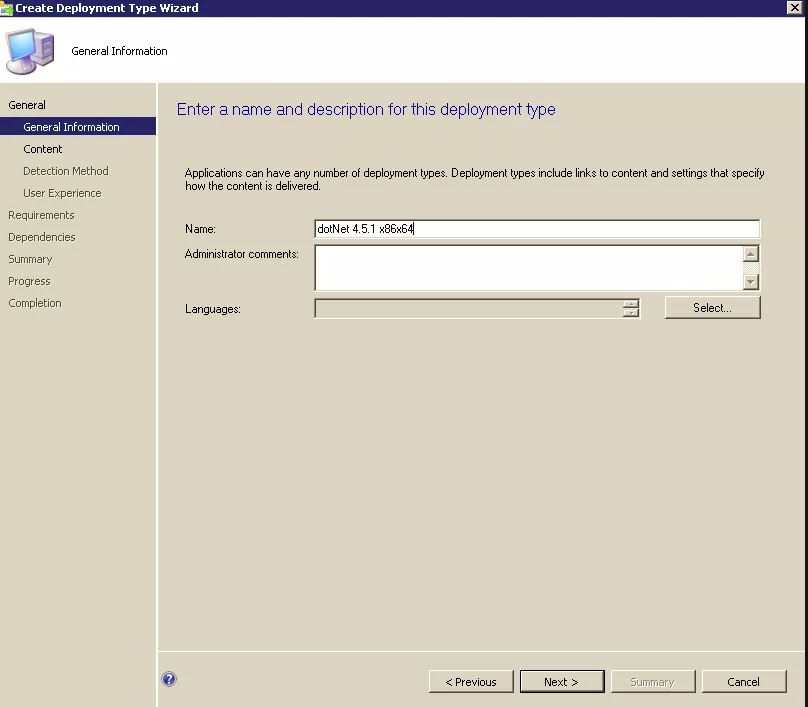 Create Deployment Type Wizard
General Information
General
General Information
Content
Detection Method
User Experience
Requirements
Dependencies
Summary
Progress
Completion
Enter a name and description for this deployment type
Applications can have any number of deployment types. Deployment types include links to content and settings that specify
how the content is delivered.
Name:
dotNet 4.5.1 x86x64
Administrator comments:
Languages:
Select...
?
< Previous
Next >
Summary
Cancel